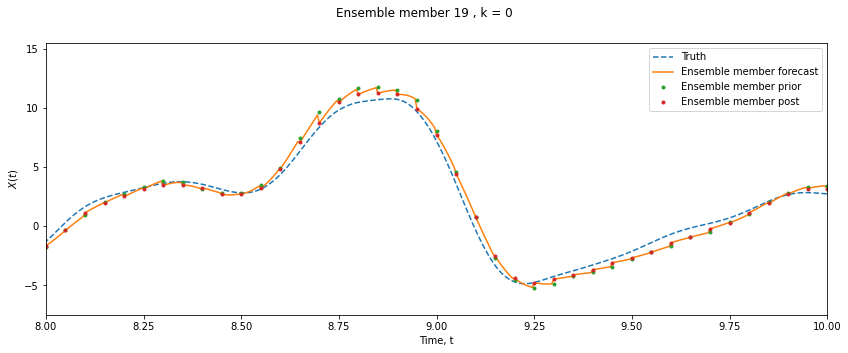 Ensemble member 19 , k = 0
Truth
Ensemble member forecast
Ensemble member prior
Ensemble member post
X(t)
15
10
5
0
−5
8.00 8.25 8.50 8.75 9.00 9.25 9.50 9.75 10.00
Time, t